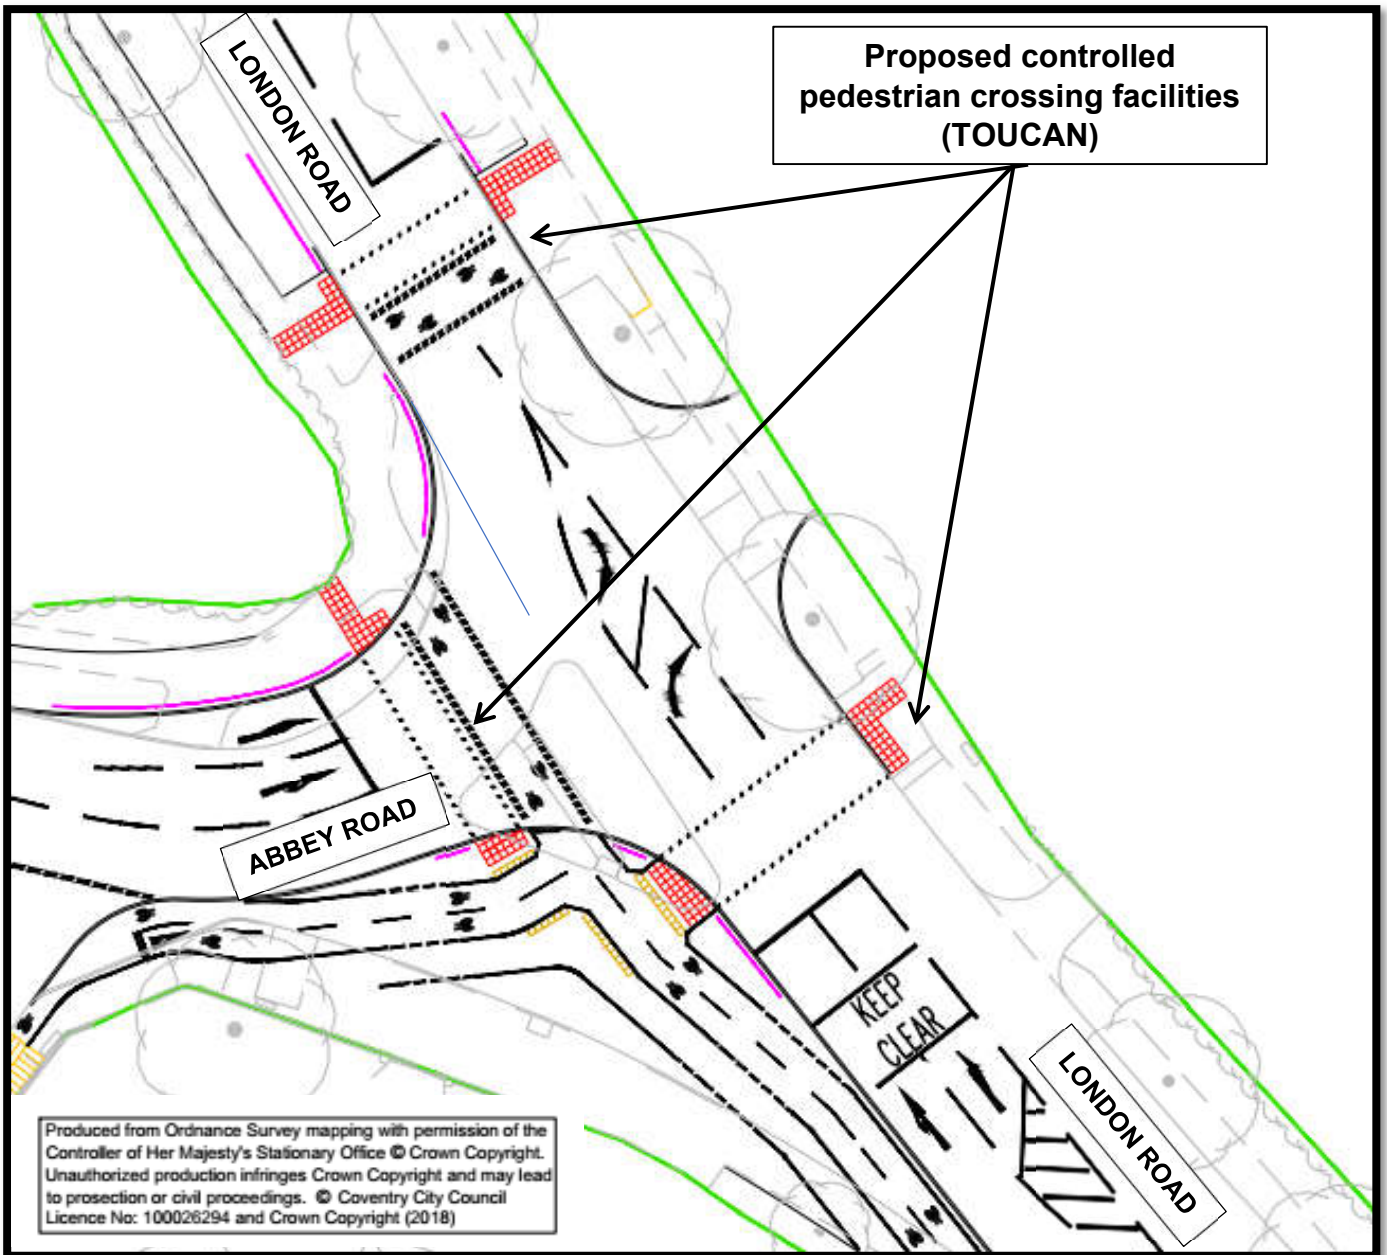 Proposed controlled
pedestrian crossing facilities
(TOUCAN)
LONDON ROAD
ABBEY ROAD
KEEP
CLEAR
LONDON ROAD
Produced from Ordnance Survey mapping with permission of the
Controller of Her Majesty's Stationary Office © Crown Copyright.
Unauthorized production infringes Crown Copyright and may lead
to prosection or civil proceedings. © Coventry City Council
Licence No: 100026294 and Crown Copyright (2018)